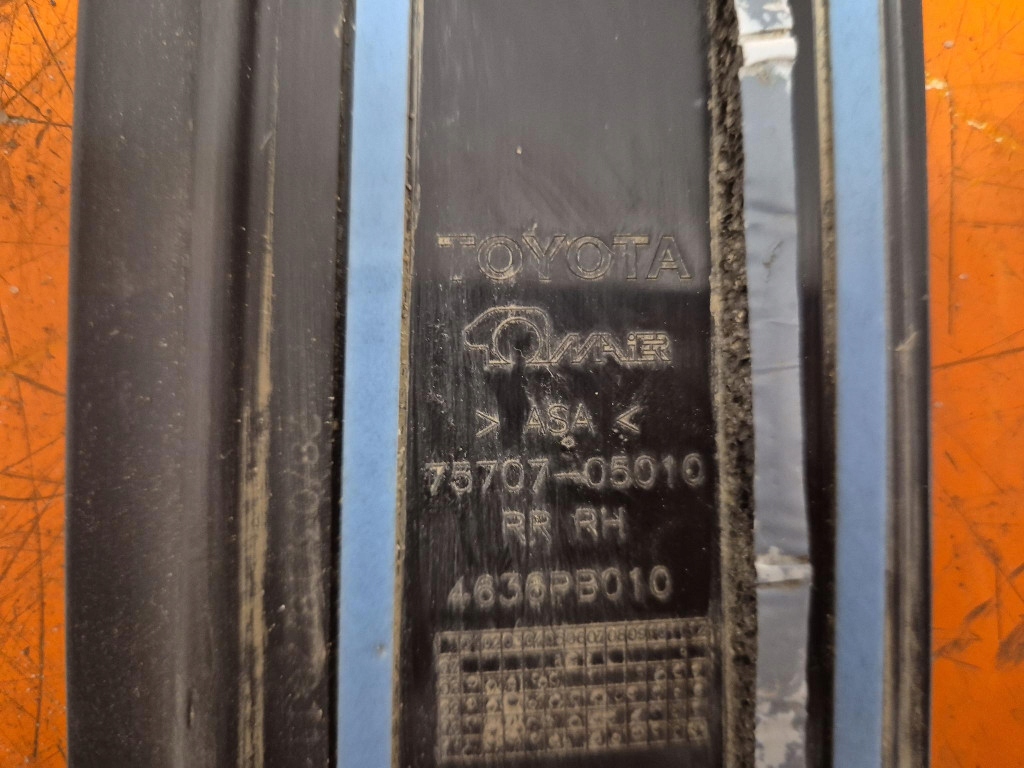 TOYOTA
MAIER
> ASA <
75707-05010
RR RH
4636PB010